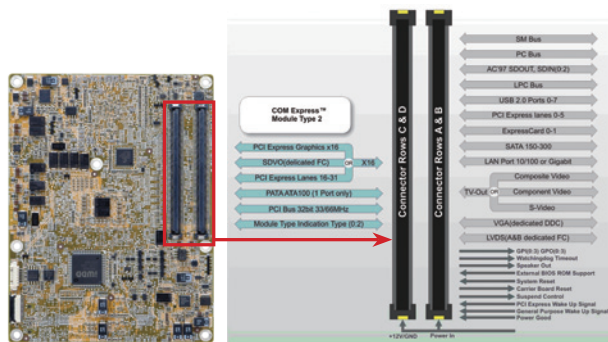 COM Express™
Module Type 2
PCI Express Graphics x16
SDVO(delicated FC)
OR
X16
PCI Express Lanes 16-31
PATA ATA100 (1 Port only)
PCI Bus 32bit 33/66MHz
Module Type Indication Type (0:2)
Connector Rows C & D
Connector Rows A & B
SM Bus
PC Bus
AC'97 SDOUT, SDIN(0:2)
LPC Bus
USB 2.0 Ports 0-7
PCI Express lanes 0-5
ExpressCard 0-1
SATA 150-300
LAN Port 10/100 or Gigabit
Composite Video
TV-Out
OR
Component Video
S-Video
VGA(dedicated DDC)
LVDS(A&B dedicated FC)
GPI(0:3) GPO(0:3)
Watchingdog Timeout
Speaker Out
External BIOS ROM Support
System Reset
Carrier Board Reset
Suspend Control
PCI Express Wake Up Signal
General Purpose Wake Up Signal
Power Good
+12V/GND
Power In